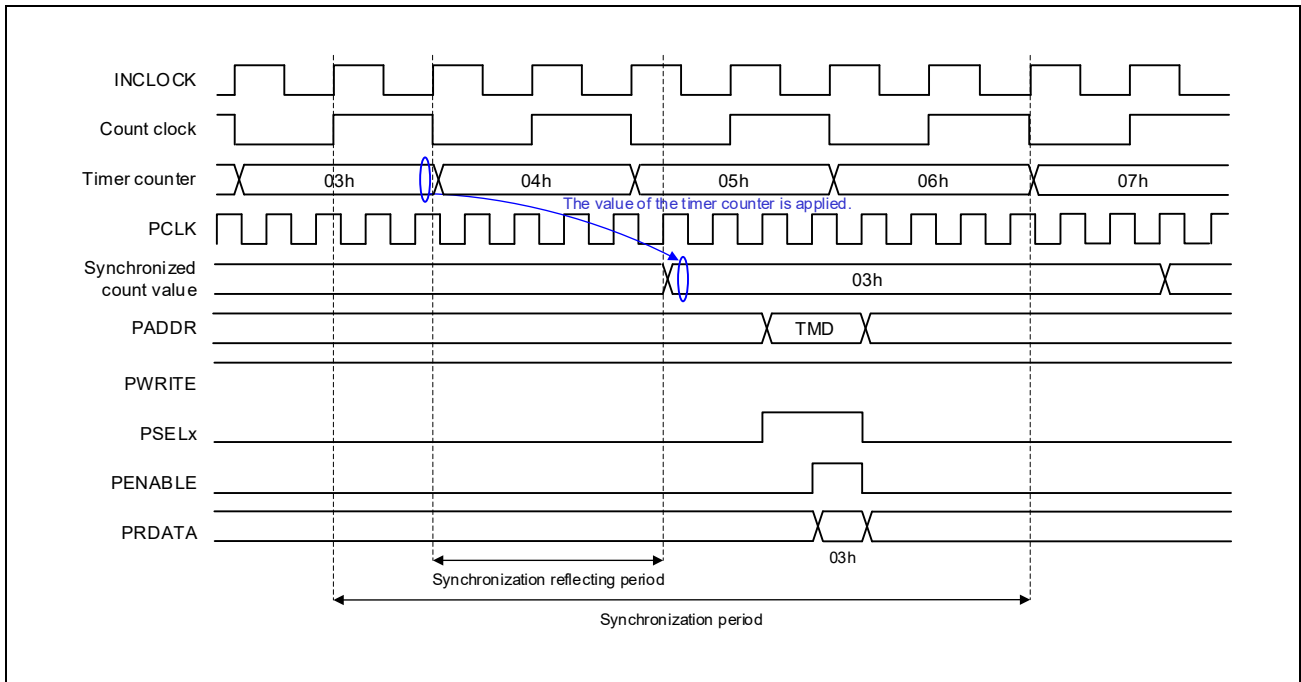 INCLOCK
Count clock
Timer counter
03h 04h 05h 06h 07h
The value of the timer counter is applied.
PCLK
Synchronized
count value
03h
PADDR
TMD
PWRITE
PSELx
PENABLE
PRDATA
03h
Synchronization reflecting period
Synchronization period